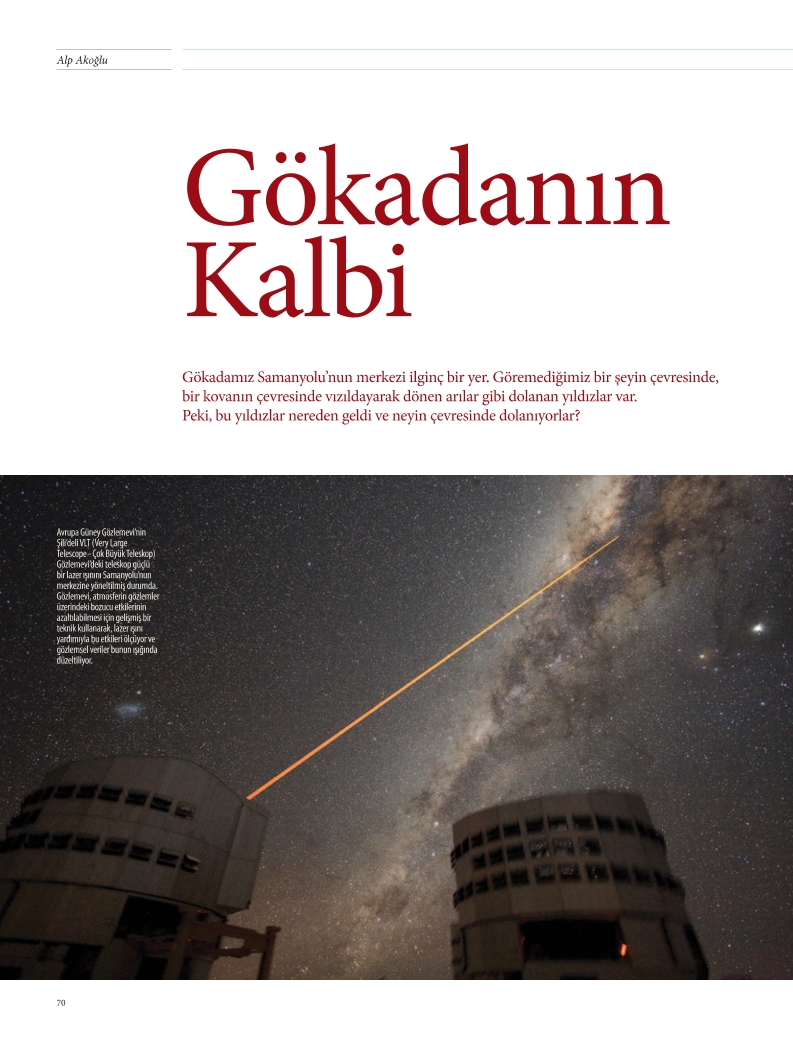 Alp Akoğlu
Gökadanın
Kalbi
Gökadamız Samanyolu’nun merkezi ilginç bir yer. Göremediğimiz bir şeyin çevresinde,
bir kovanın çevresinde vızıldayarak dönen arılar gibi dolanan yıldızlar var.
Peki, bu yıldızlar nereden geldi ve neyin çevresinde dolanıyorlar?
Avrupa Güney Gözlemevi’nin
Şili’deli VLT (Very Large
Telescope - Çok Büyük Teleskop)
Gözlemevi’deki teleskop güçlü
bir lazer ışınını Samanyolu’nun
merkezine yöneltilmiş durumda.
Gözlemevi, atmosferin gözlemler
üzerindeki bozucu etkilerinin
azaltılabilmesi için gelişmiş bir
teknik kullanarak, lazer ışını
yardımıyla bu etkileri ölçüyor ve
gözlemsel veriler bunun ışığında
düzeltiliyor.
70